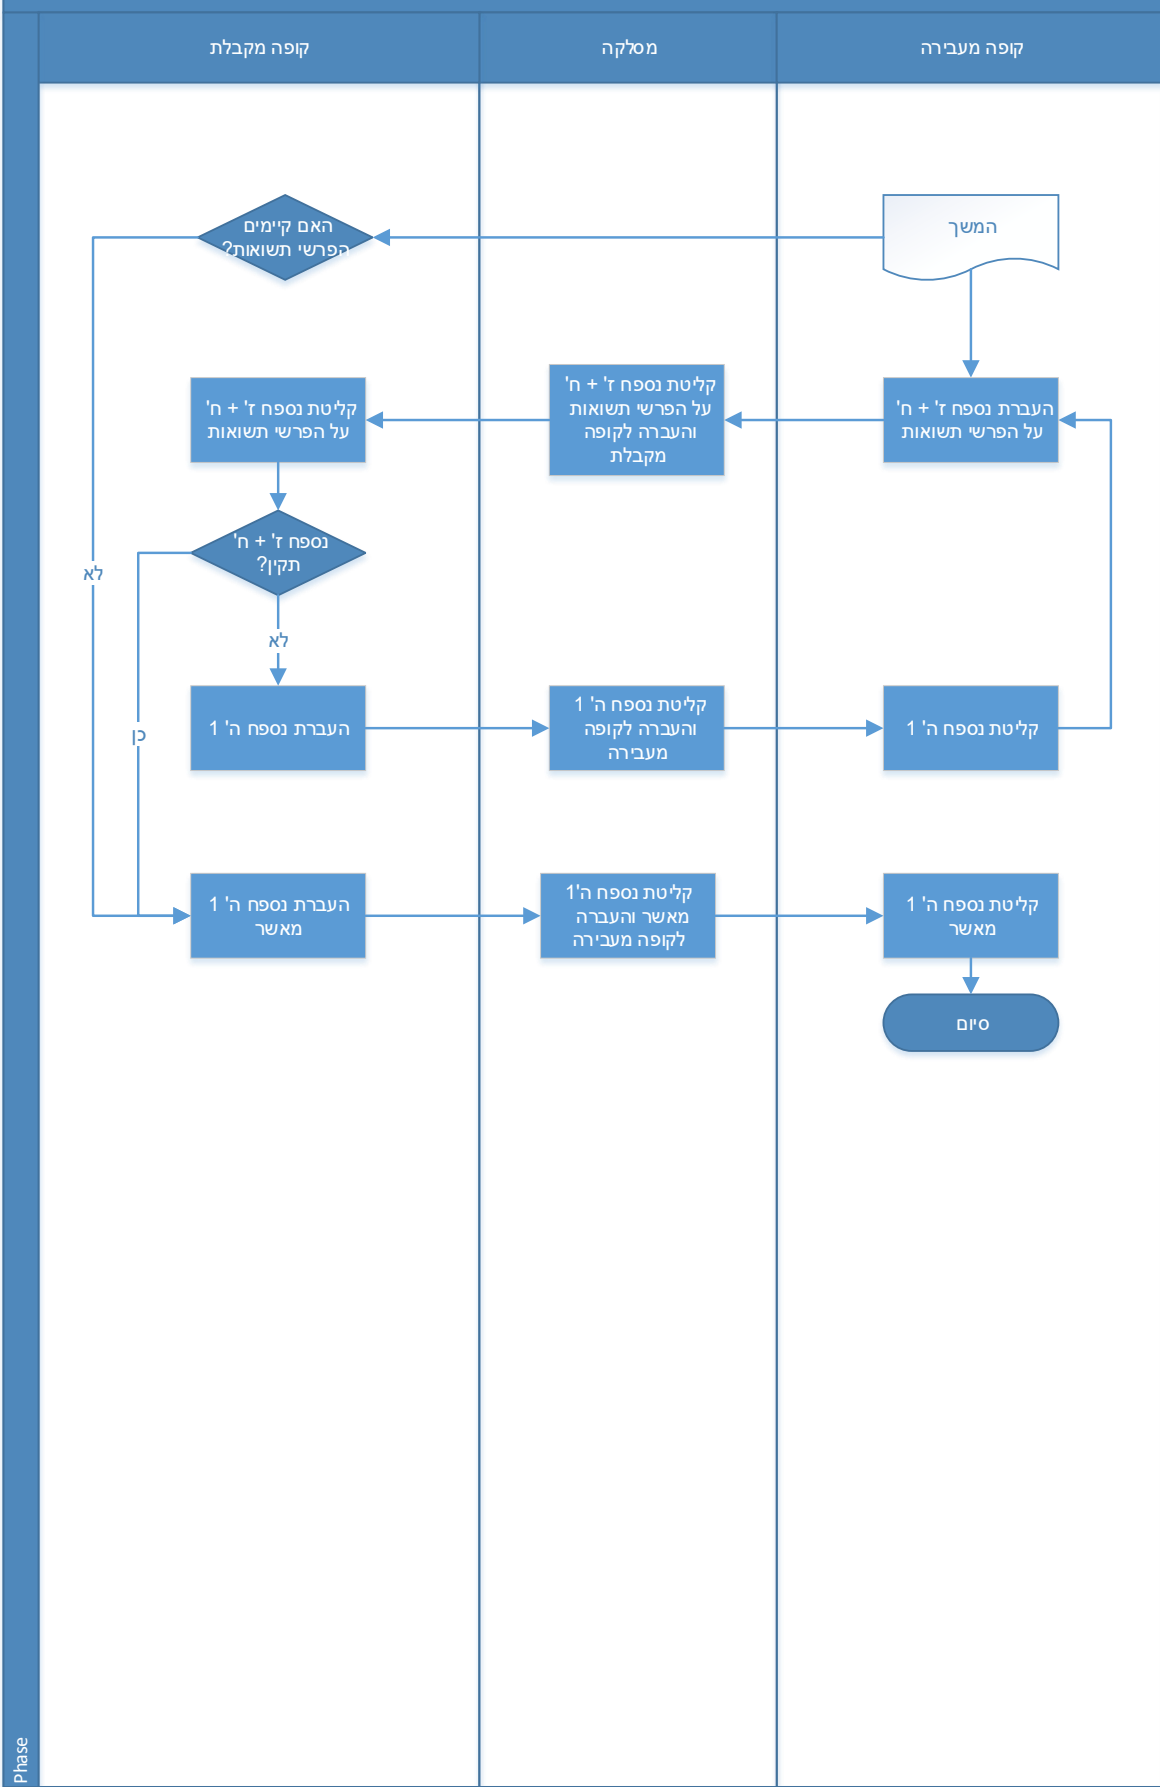 קופה מעבירה
מסלקה
קופה מקבלת
המשך
האם קיימים
הפרשי תשואות?
העברת נספח ז' + ח'
על הפרשי תשואות
קליטת נספח ז' + ח'
על הפרשי תשואות
והעברה לקופה
מקבלת
קליטת נספח ז' + ח'
על הפרשי תשואות
נספח ז' + ח'
תקין?
לא
לא
כן
העברת נספח ה' 1
קליטת נספח ה' 1
והעברה לקופה
מעבירה
קליטת נספח ה' 1
העברת נספח ה' 1
מאשר
קליטת נספח ה'1
מאשר והעברה
לקופה מעבירה
קליטת נספח ה' 1
מאשר
סיום
Phase